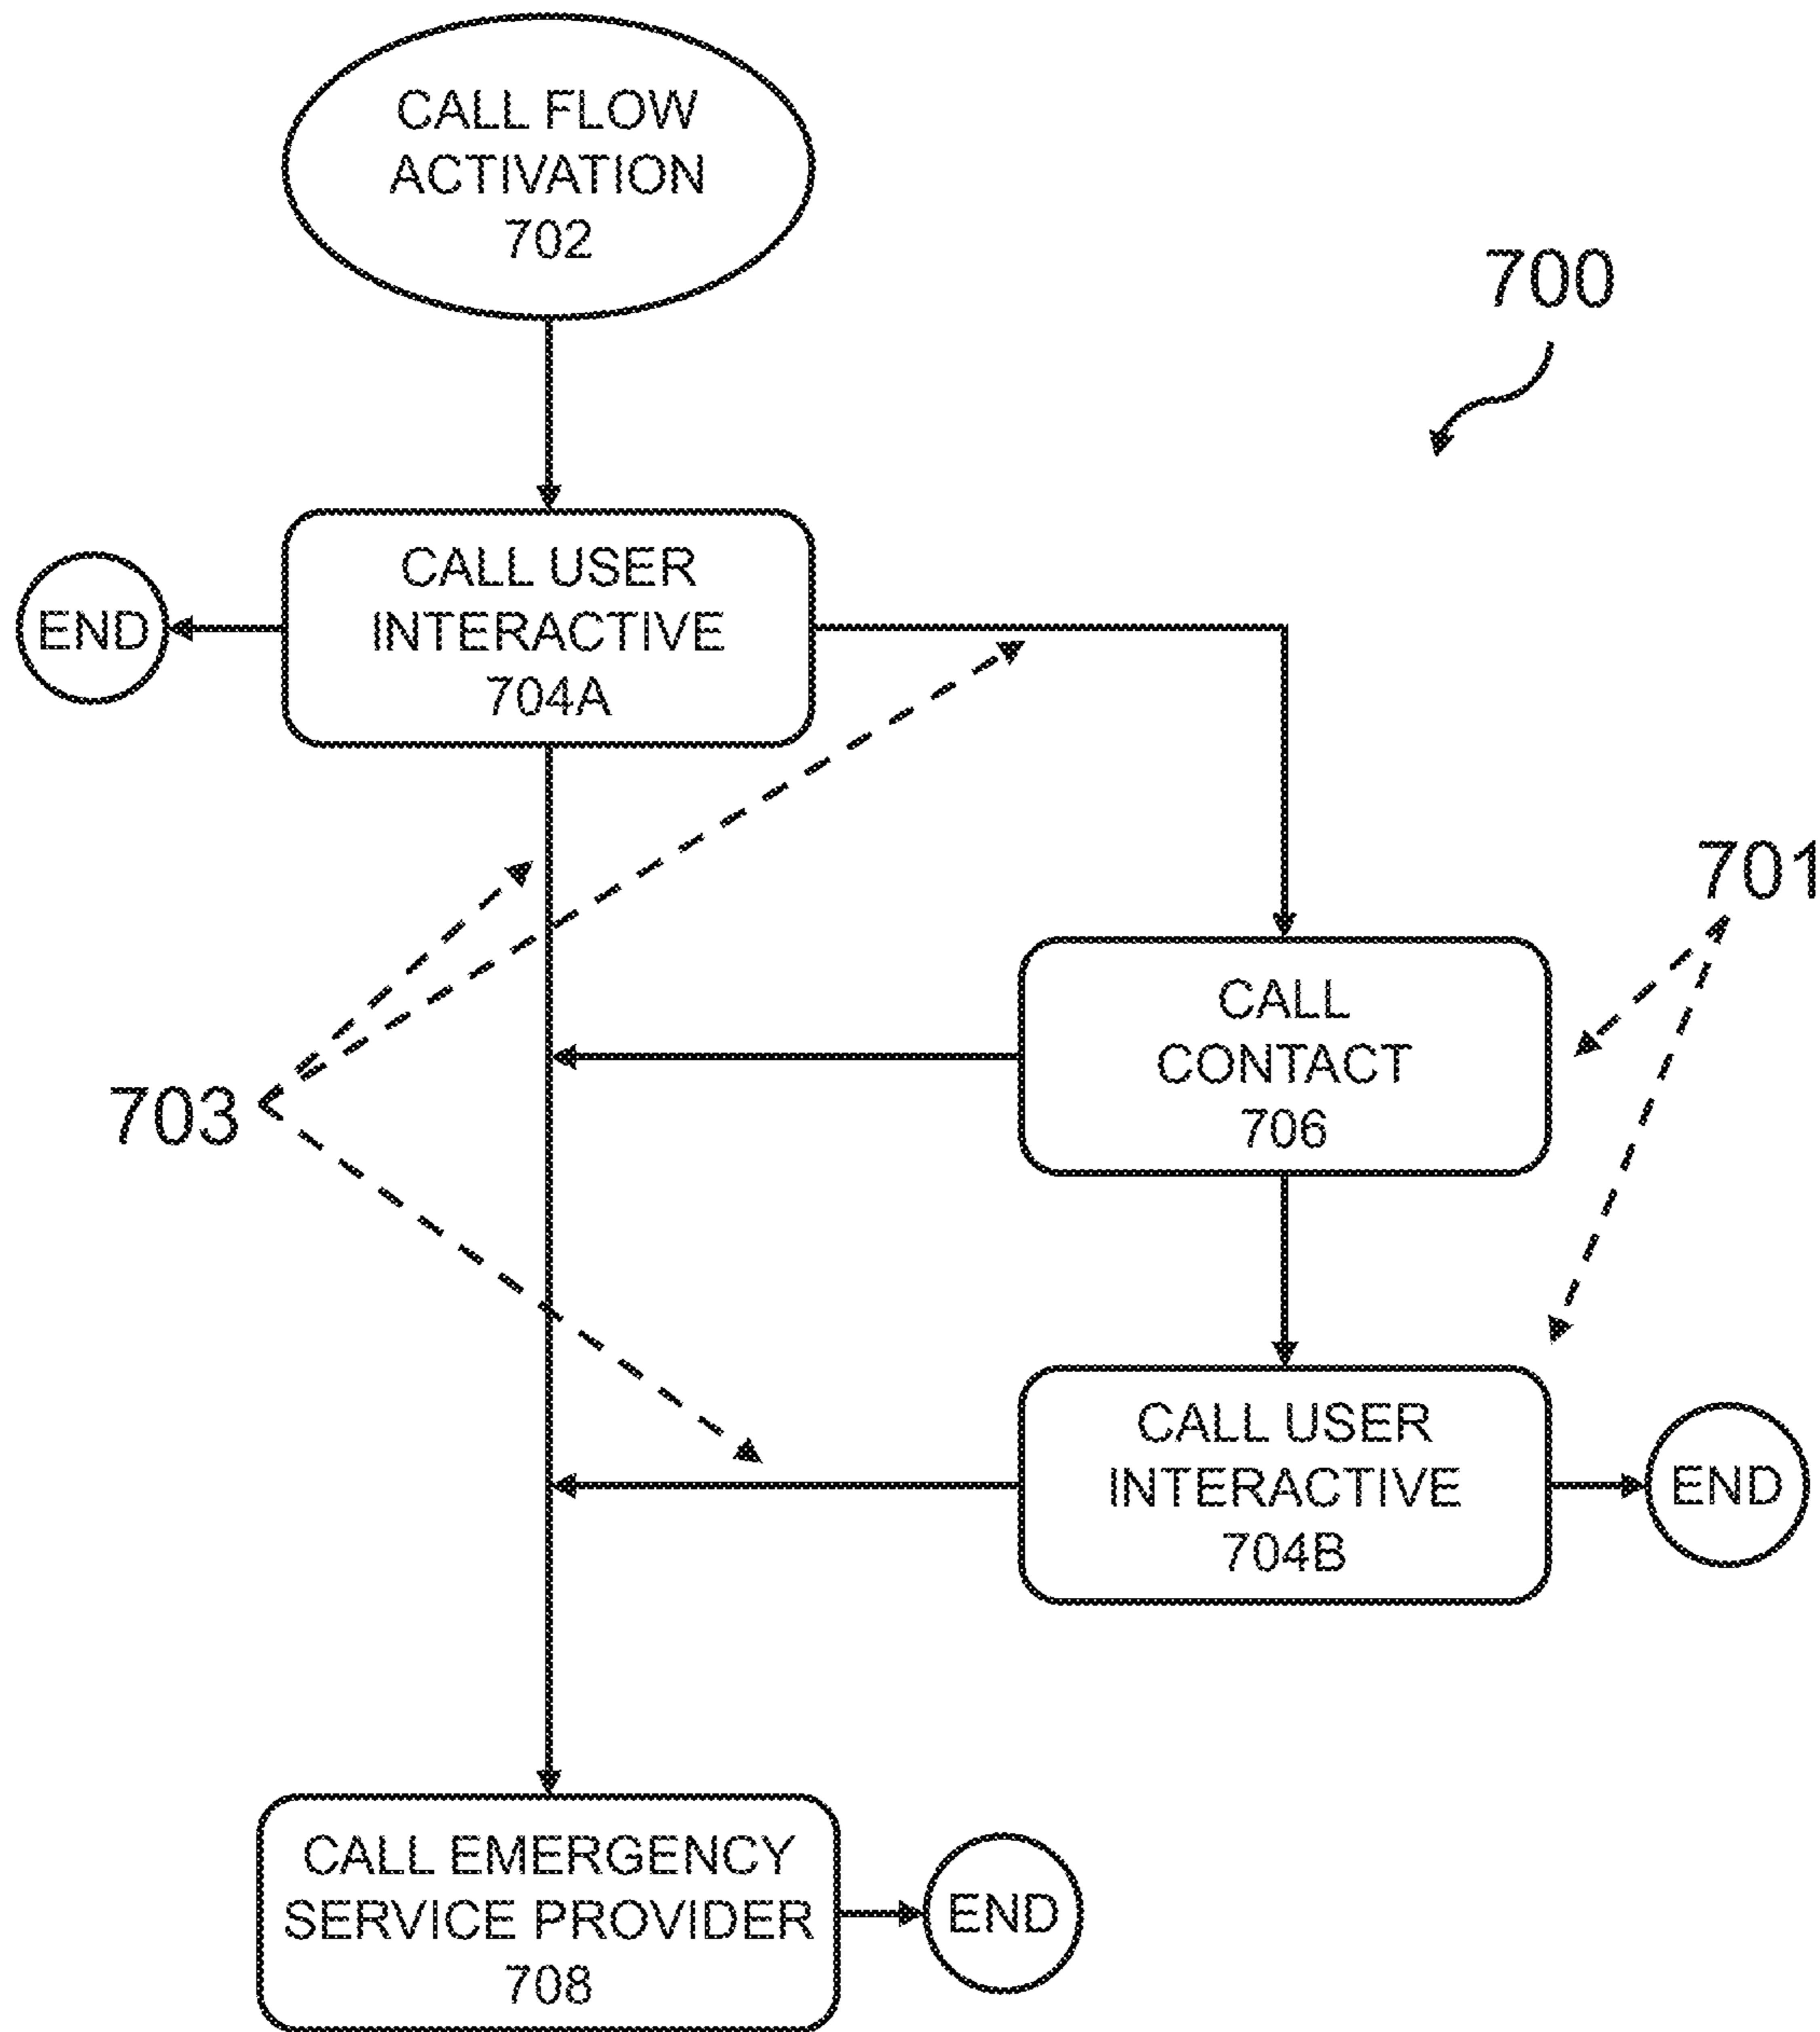 CALL FLOW
ACTIVATION
702
700
CALL USER
INTERACTIVE
704A
END
701
CALL
CONTACT
706
703
CALL USER
INTERACTIVE
704B
END
CALL EMERGENCY
SERVICE PROVIDER
708
END